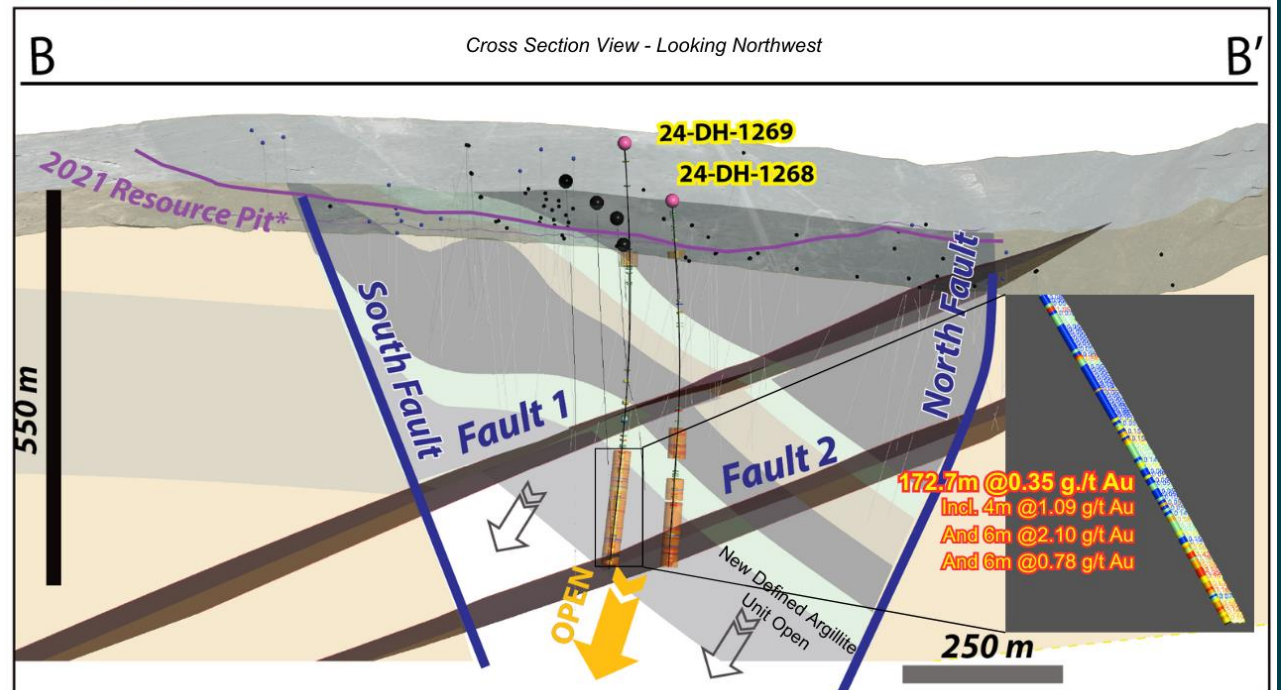 Cross Section View - Looking Northwest
B
B'
24-DH-1269
24-DH-1268
2021 Resource Pit*
550 m
South Fault
North Fault
Fault 1
Fault 2
172.7m @0.35 g./t Au
Incl. 4m @1.09 g/t Au
And 6m @2.10 g/t Au
And 6m @0.78 g/t Au
OPEN
New Defined Argillite
Unit Open
250 m